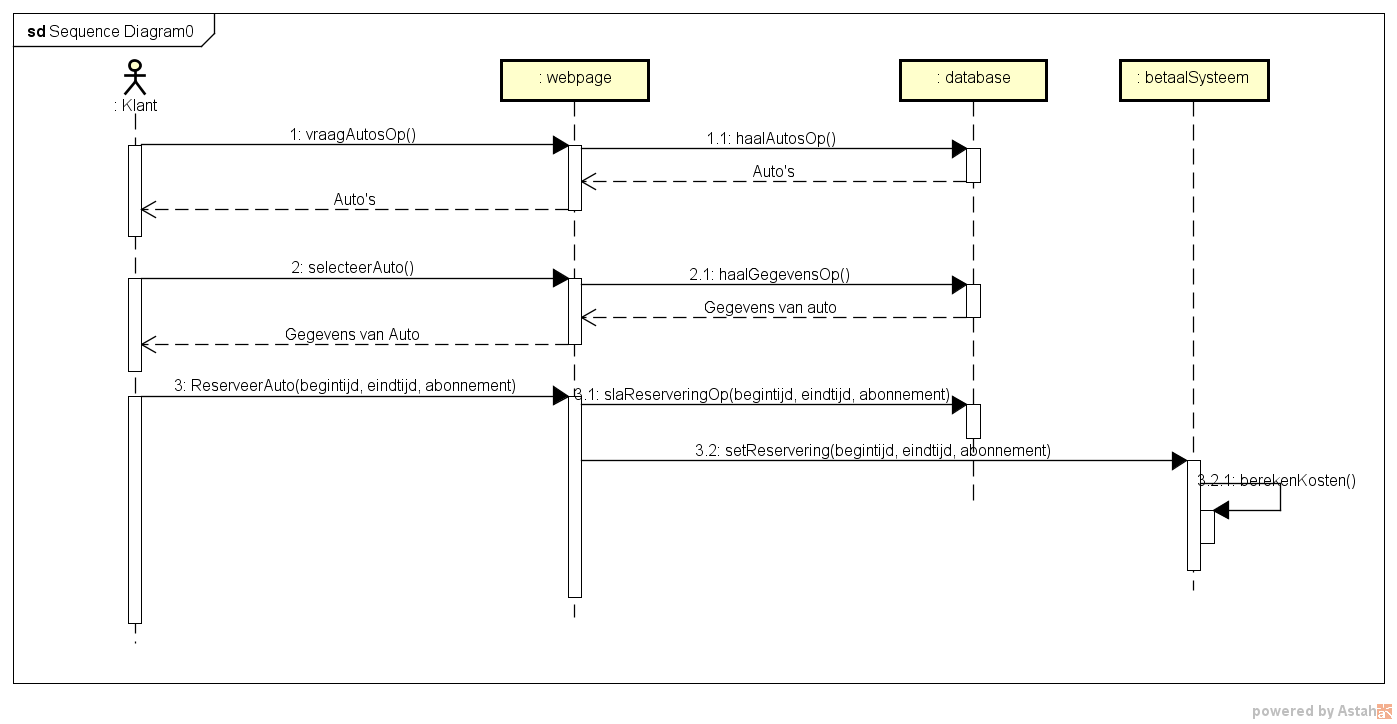 sd Sequence Diagram0
: Klant
: webpage
: database
: betaalSysteem
1: vraagAutosOp()
1.1: haalAutosOp()
Auto's
Auto's
2: selecteerAuto()
2.1: haalGegevensOp()
Gegevens van auto
Gegevens van Auto
3: ReserveerAuto(begintijd, eindtijd, abonnement)
3.1: slaReserveringOp(begintijd, eindtijd, abonnement)
3.2: setReservering(begintijd, eindtijd, abonnement)
3.2.1: berekenKosten()
powered by Astah